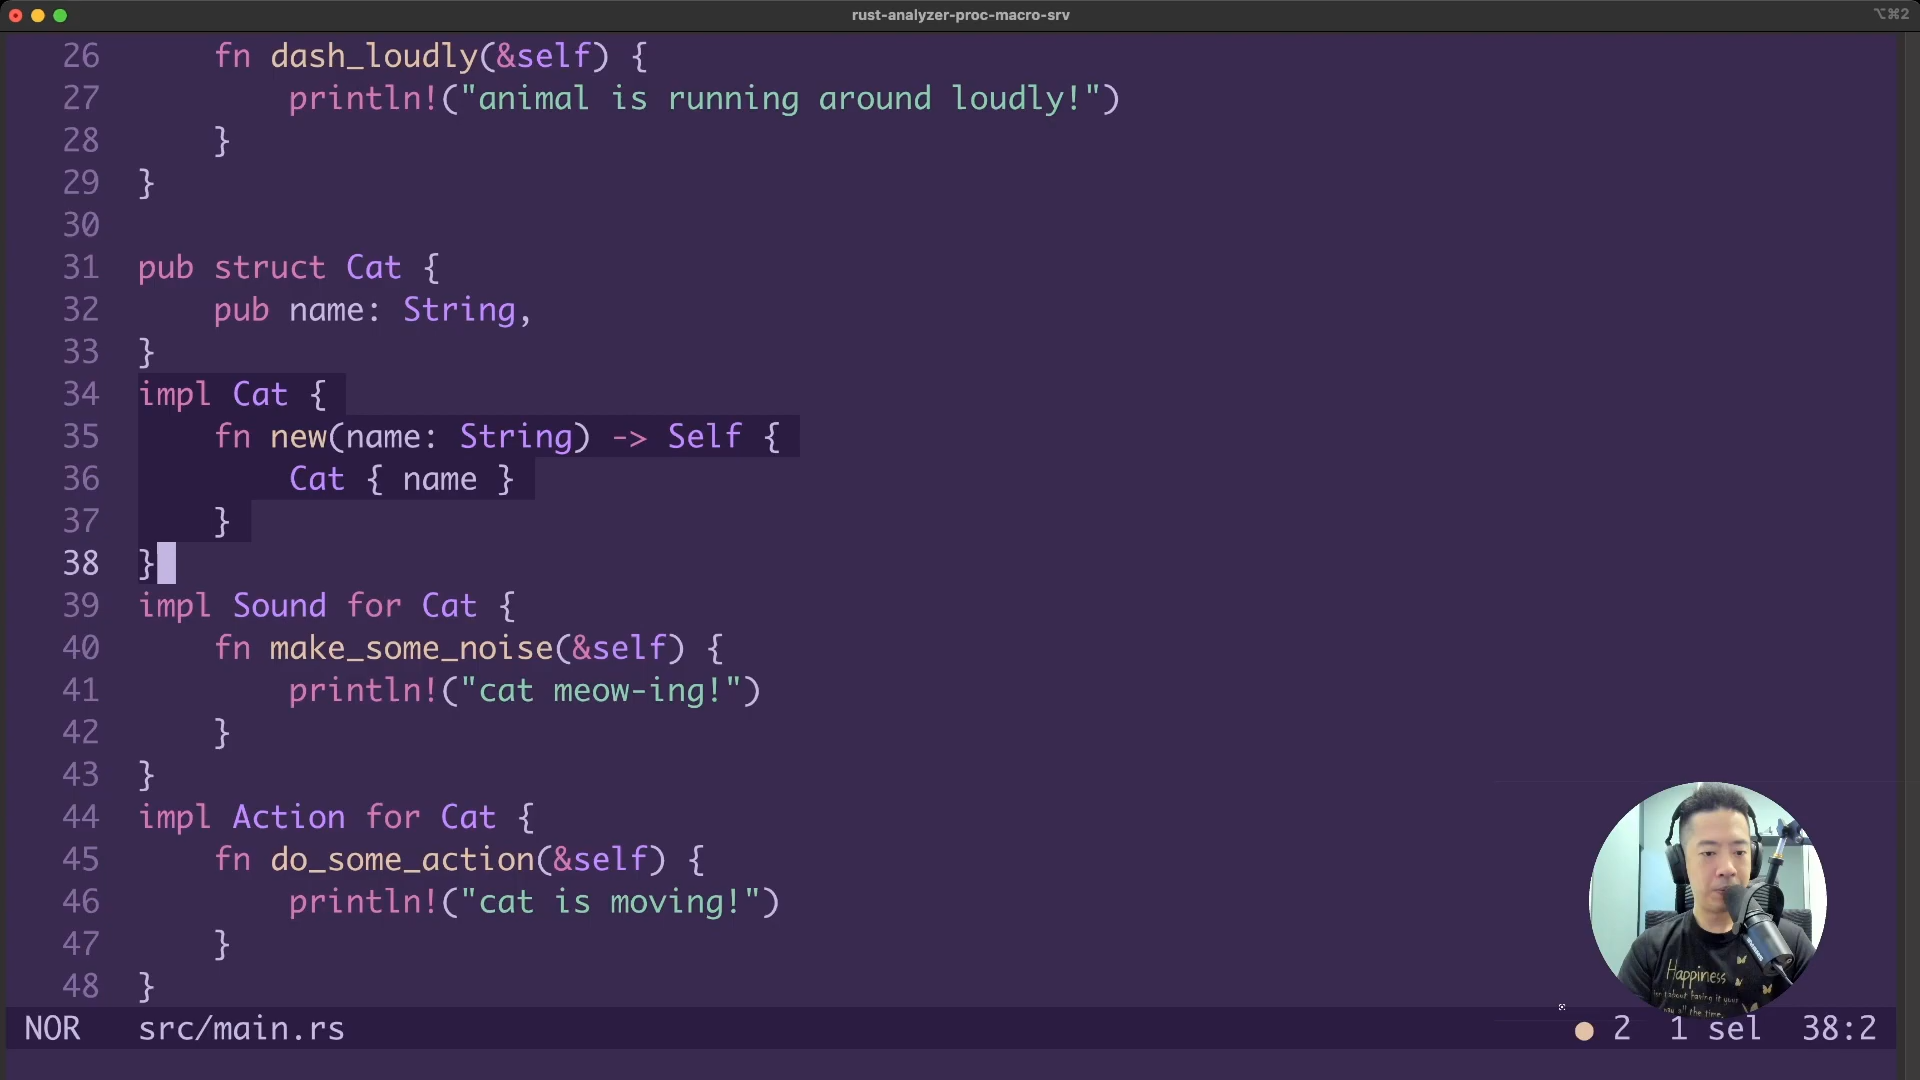 rust-analyzer-proc-macro-srv
⌥⌘2
26 fn dash_loudly(&self) {
27 println!("animal is running around loudly!")
28 }
29 }
30
31 pub struct Cat {
32 pub name: String,
33 }
34 impl Cat {
35 fn new(name: String) -> Self {
36 Cat { name }
37 }
38 }
39 impl Sound for Cat {
40 fn make_some_noise(&self) {
41 println!("cat meow-ing!")
42 }
43 }
44 impl Action for Cat {
45 fn do_some_action(&self) {
46 println!("cat is moving!")
47 }
48 }
Happiness
NOR src/main.rs 2 1 sel 38:2